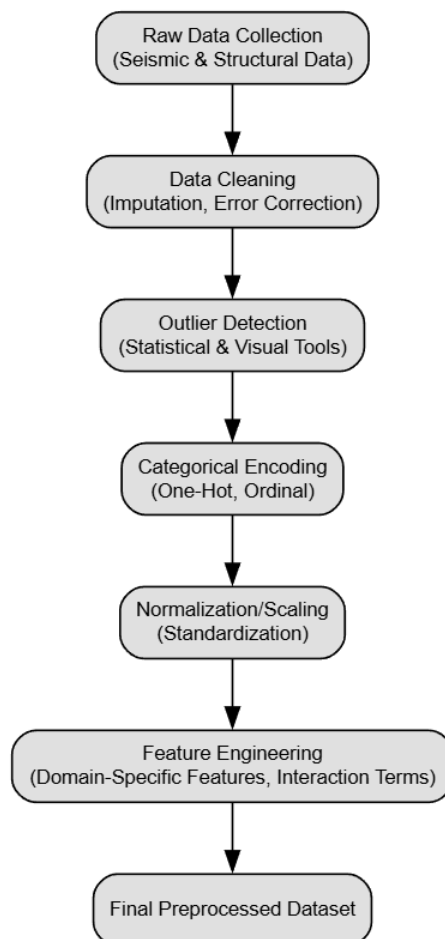 Raw Data Collection
(Seismic & Structural Data)
Data Cleaning
(Imputation, Error Correction)
Outlier Detection
(Statistical & Visual Tools)
Categorical Encoding
(One-Hot, Ordinal)
Normalization/Scaling
(Standardization)
Feature Engineering
(Domain-Specific Features, Interaction Terms)
Final Preprocessed Dataset